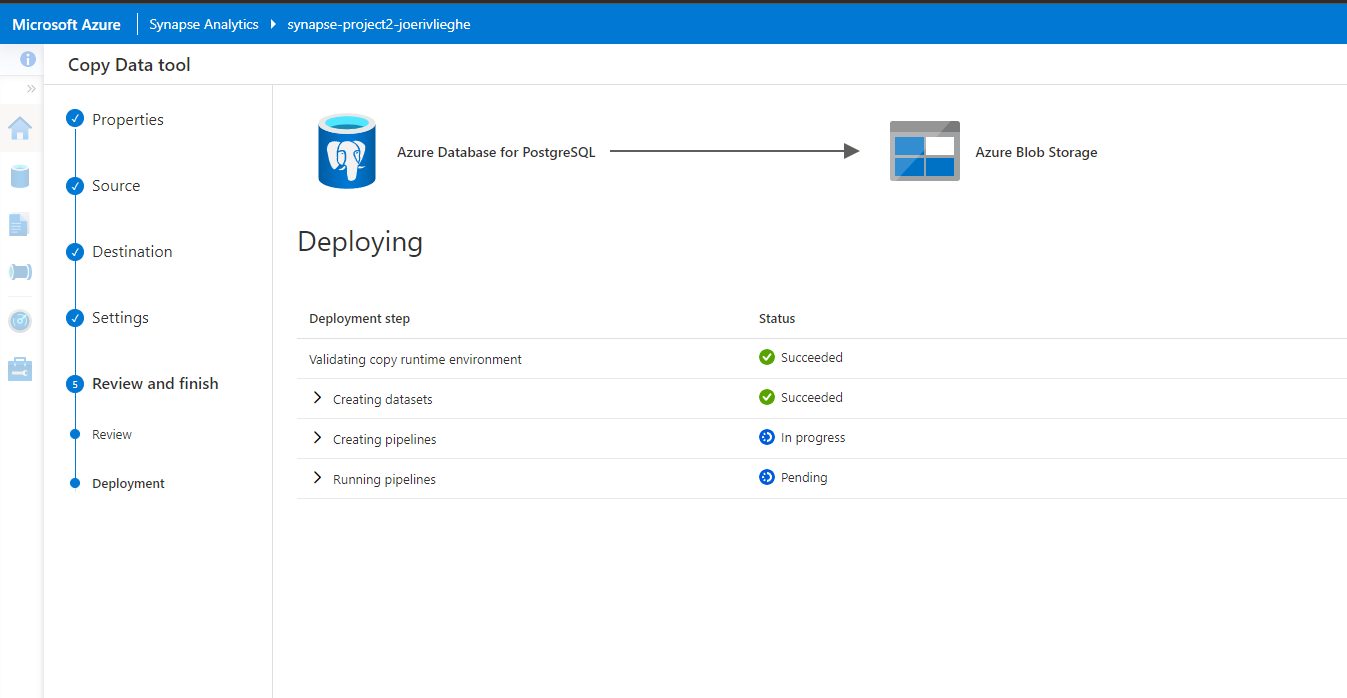 Microsoft Azure Synapse Analytics synapse-project2-joerivlieghe
Copy Data tool
Properties
Source
Destination
Settings
5 Review and finish
Review
Deployment
Azure Database for PostgreSQL
Azure Blob Storage
Deploying
Deployment step Status
Validating copy runtime environment Succeeded
Creating datasets Succeeded
Creating pipelines In progress
Running pipelines Pending